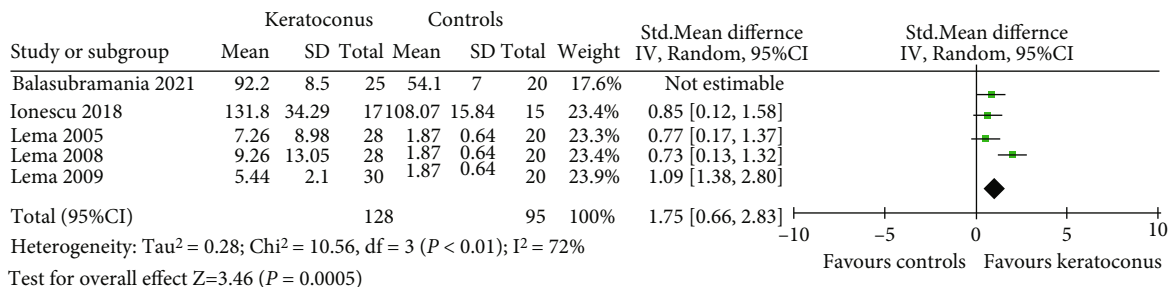 Keratoconus Controls Std.Mean differnce Std.Mean differnce
Study or subgroup Mean SD Total Mean SD Total Weight IV, Random, 95%CI IV, Random, 95%CI
Balasubramania 2021 92.2 8.5 25 54.1 7 20 17.6% Not estimable
Ionescu 2018 131.8 34.29 17 108.07 15.84 15 23.4% 0.85 [0.12, 1.58]
Lema 2005 7.26 8.98 28 1.87 0.64 20 23.3% 0.77 [0.17, 1.37]
Lema 2008 9.26 13.05 28 1.87 0.64 20 23.4% 0.73 [0.13, 1.32]
Lema 2009 5.44 2.1 30 1.87 0.64 20 23.9% 1.09 [1.38, 2.80]
Total (95%CI) 128 95 100% 1.75 [0.66, 2.83]
−10 −5 0 5 10
Heterogeneity: Tau² = 0.28; Chi² = 10.56, df = 3 (P < 0.01); I² = 72%
Favours controls Favours keratoconus
Test for overall effect Z=3.46 (P = 0.0005)